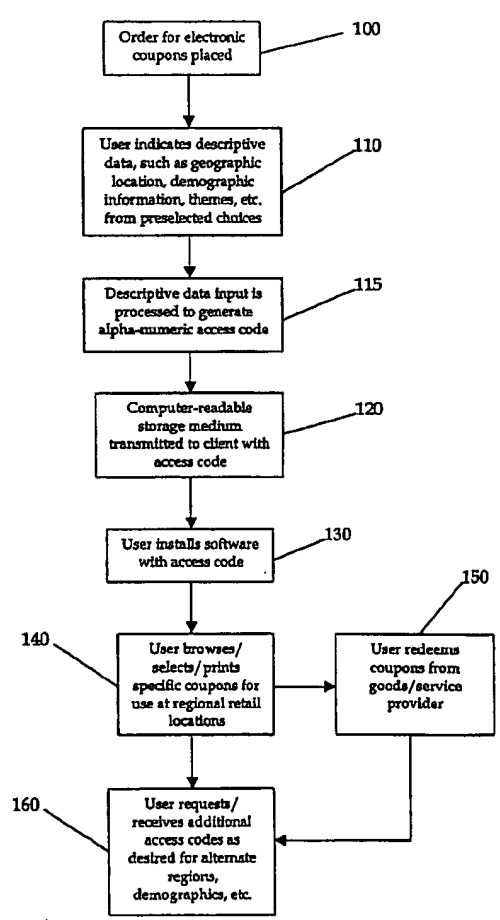 Order for electronic
coupons placed
100
User indicates descriptive
data, such as geographic
location, demographic
information, themes, etc.
from preselected choices
110
Descriptive data input is
processed to generate
alpha-numeric access code
115
Computer-readable
storage medium
transmitted to client with
access code
120
User installs software
with access code
130
140
User browses/
selects/prints
specific coupons for
use at regional retail
locations
150
User redeems
coupons from
goods/service
provider
160
User requests/
receives additional
access codes as
desired for alternate
regions,
demographics, etc.